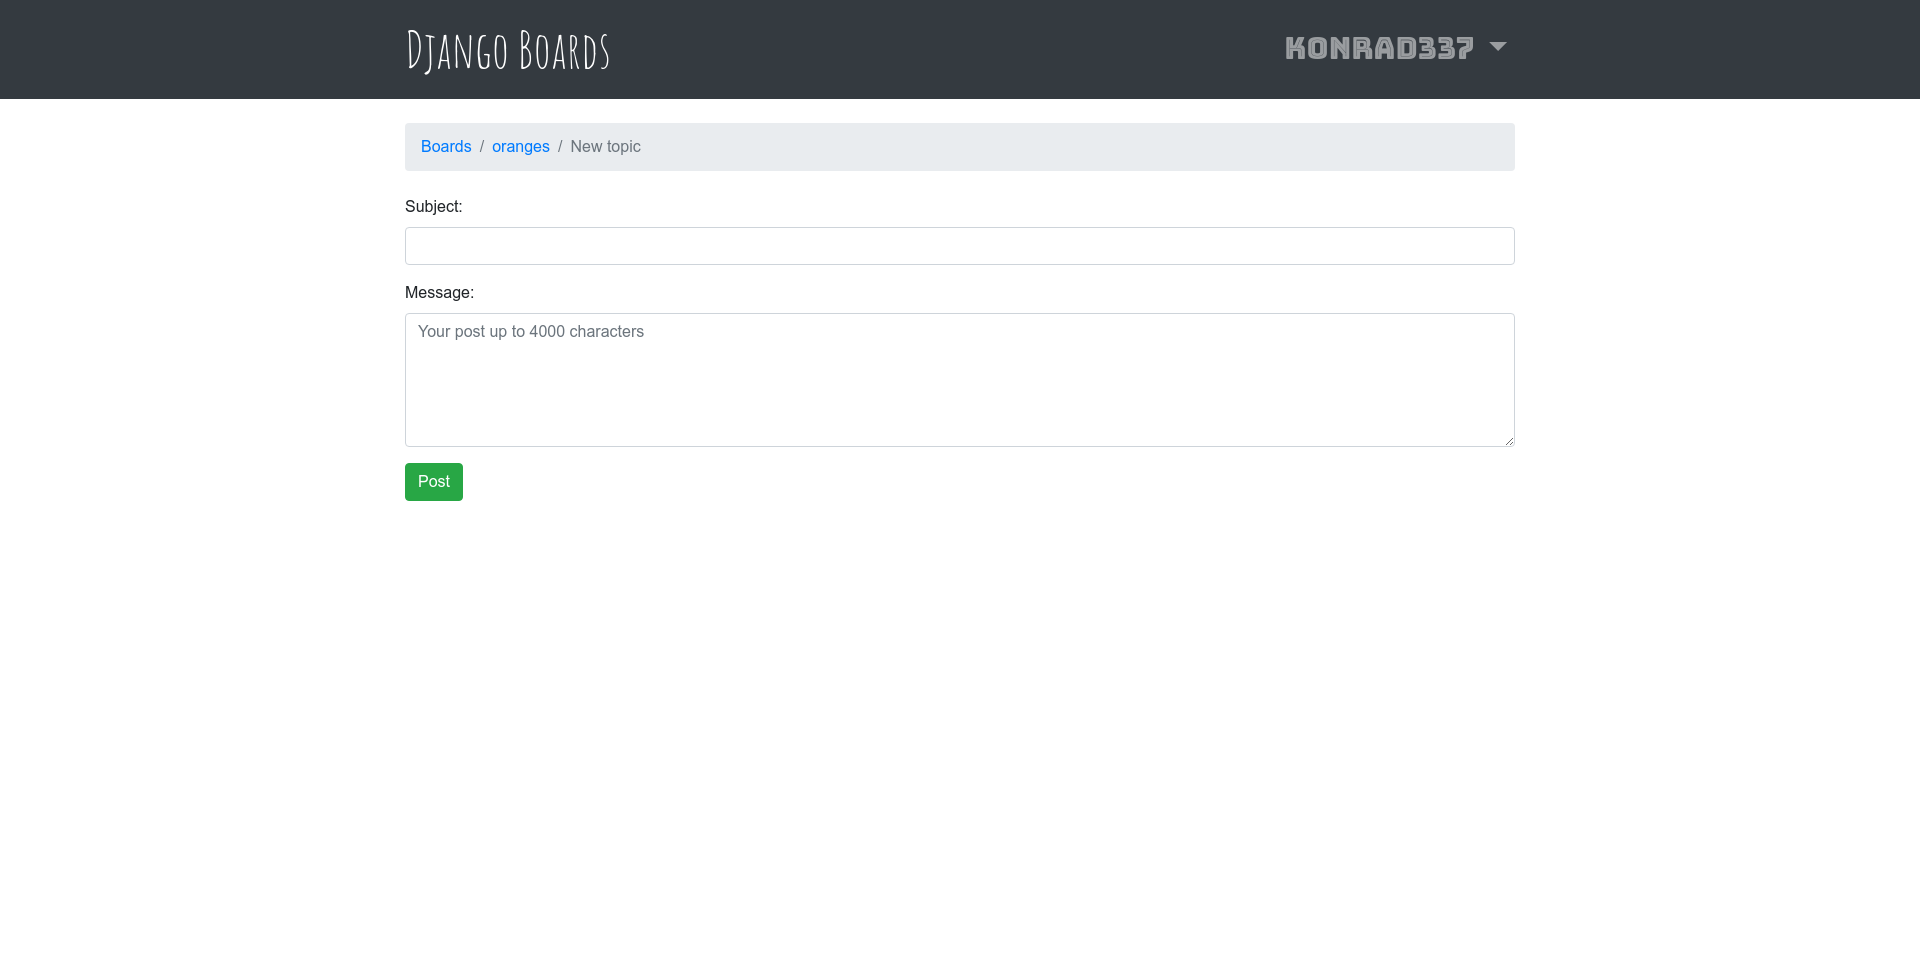 Django Boards
KONRAD337
Boards / oranges / New topic
Subject:
Message:
Your post up to 4000 characters
Post